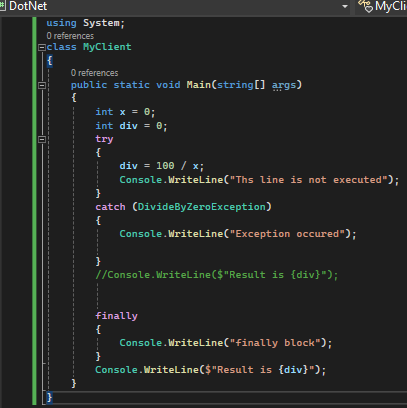 DotNet MyCli
using System;
0 references
class MyClient
{
0 references
public static void Main(string[] args)
{
int x = 0;
int div = 0;
try
{
div = 100 / x;
Console.WriteLine("Ths line is not executed");
}
catch (DivideByZeroException)
{
Console.WriteLine("Exception occured");
}
//Console.WriteLine($"Result is {div}");
finally
{
Console.WriteLine("finally block");
}
Console.WriteLine($"Result is {div}");
}
}